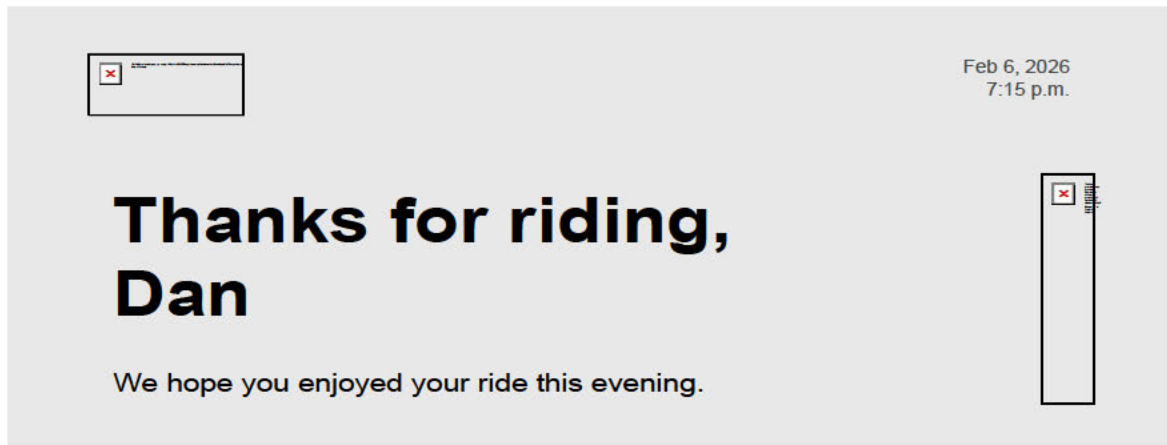 Feb 6, 2026
7:15 p.m.
Thanks for riding,
Dan
We hope you enjoyed your ride this evening.